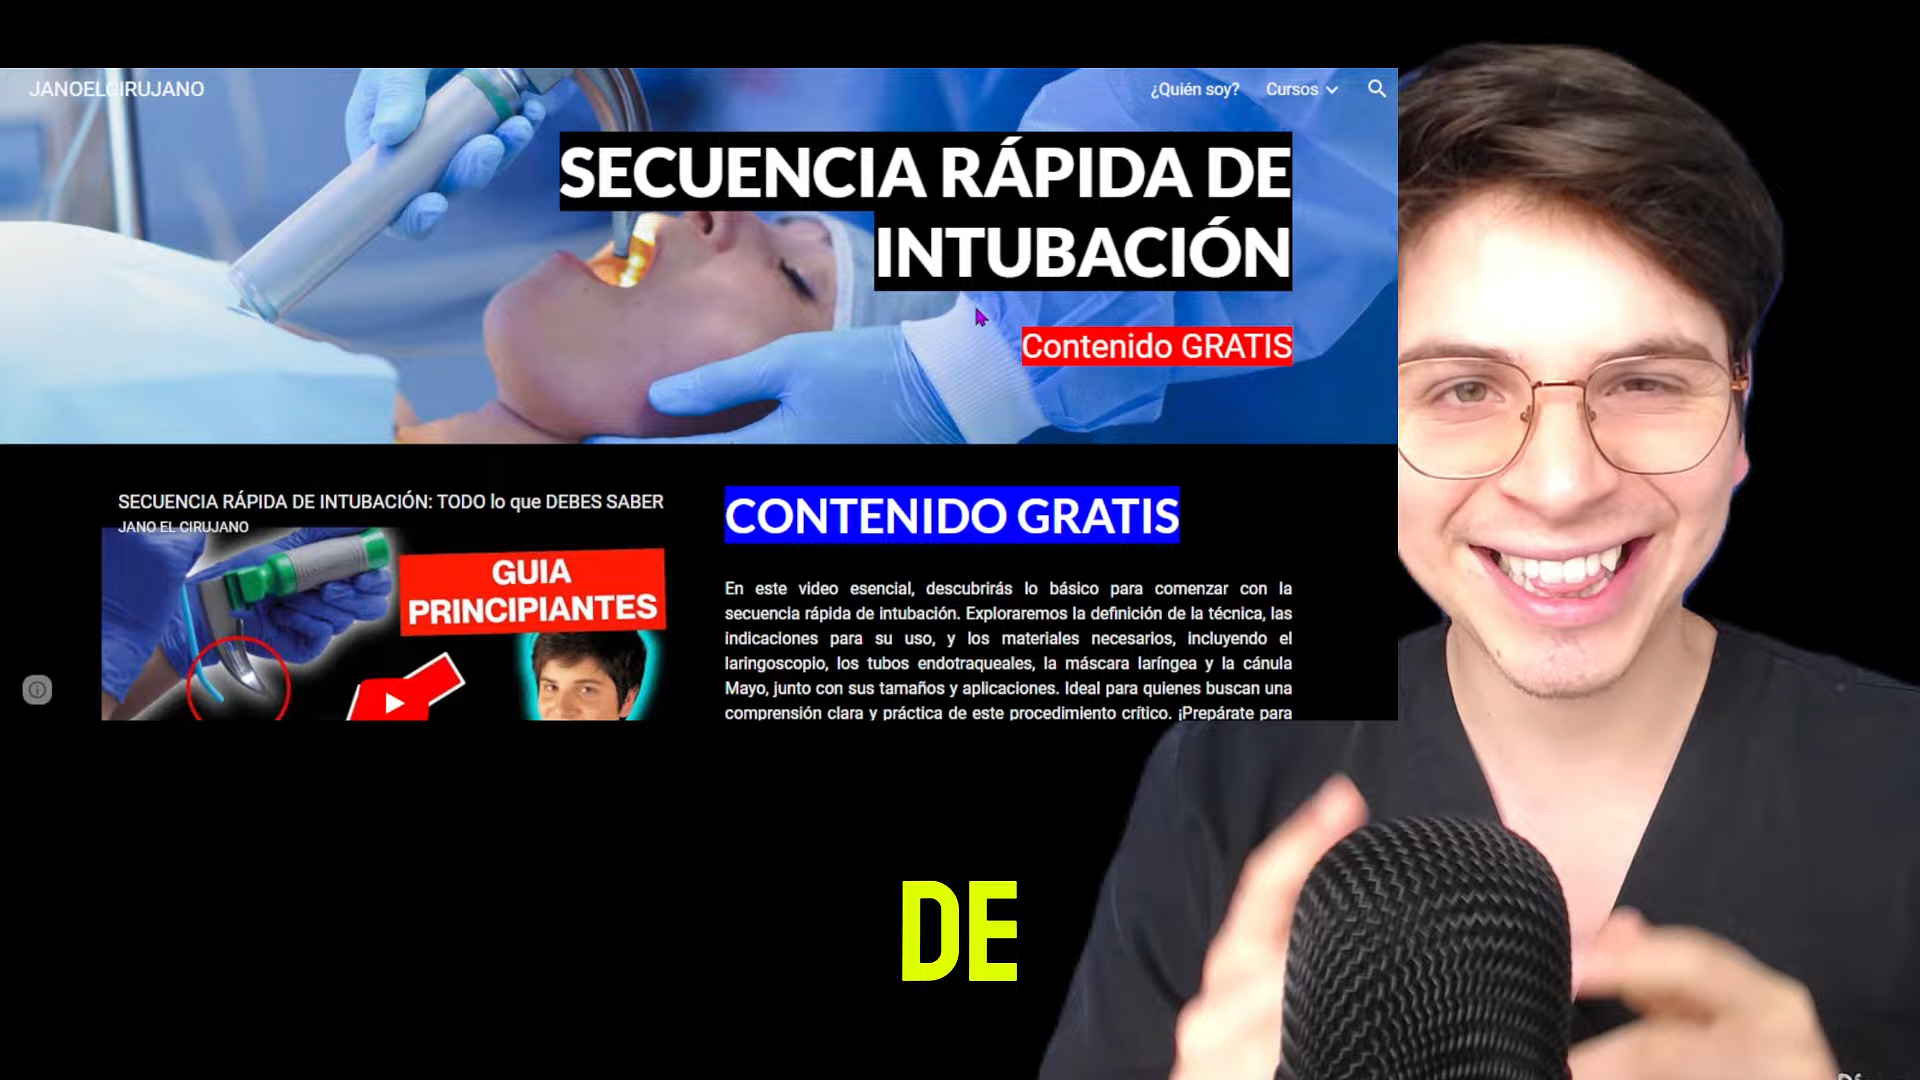 JANOELCIRUJANO
¿Quién soy? Cursos
SECUENCIA RÁPIDA DE
INTUBACIÓN
Contenido GRATIS
SECUENCIA RÁPIDA DE INTUBACIÓN: TODO lo que DEBES SABER
JANO EL CIRUJANO
GUIA
PRINCIPIANTES
CONTENIDO GRATIS
En este video esencial, descubrirás lo básico para comenzar con la
secuencia rápida de intubación. Exploraremos la definición de la técnica, las
indicaciones para su uso, y los materiales necesarios, incluyendo el
laringoscopio, los tubos endotraqueales, la máscara laríngea y la cánula
Mayo, junto con sus tamaños y aplicaciones. Ideal para quienes buscan una
comprensión clara y práctica de este procedimiento crítico. ¡Prepárate para
DE